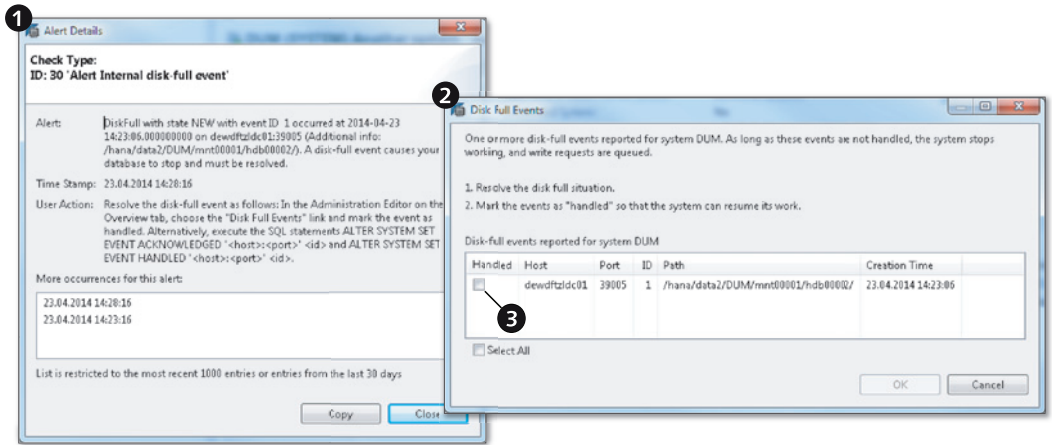 1
Alert Details
Check Type:
ID: 30 'Alert Internal disk-full event'
Alert: DiskFull with state NEW with event ID 1 occurred at 2014-04-23
14:23:06.000000000 on dewdftzldc01:39005 (Additional info:
/hana/data2/DUM/mnt00001/hdb00002/). A disk-full event causes your
database to stop and must be resolved.
Time Stamp: 23.04.2014 14:28:16
User Action: Resolve the disk-full event as follows: In the Administration Editor on the
Overview tab, choose the "Disk Full Events" link and mark the event as
handled. Alternatively, execute the SQL statements ALTER SYSTEM SET
EVENT ACKNOWLEDGED '<host>:<port>' <id> and ALTER SYSTEM SET
EVENT HANDLED '<host>:<port>' <id>.
More occurrences for this alert:
23.04.2014 14:28:16
23.04.2014 14:23:16
List is restricted to the most recent 1000 entries or entries from the last 30 days
Copy
Close
2
Disk Full Events
One or more disk-full events reported for system DUM. As long as these events are not handled, the system stops
working, and write requests are queued.
1. Resolve the disk full situation.
2. Mark the events as "handled" so that the system can resume its work.
Disk-full events reported for system DUM
Handled Host Port ID Path Creation Time
dewdftzldc01 39005 1 /hana/data2/DUM/mnt00001/hdb00002/ 23.04.2014 14:23:06
3
Select All
OK
Cancel